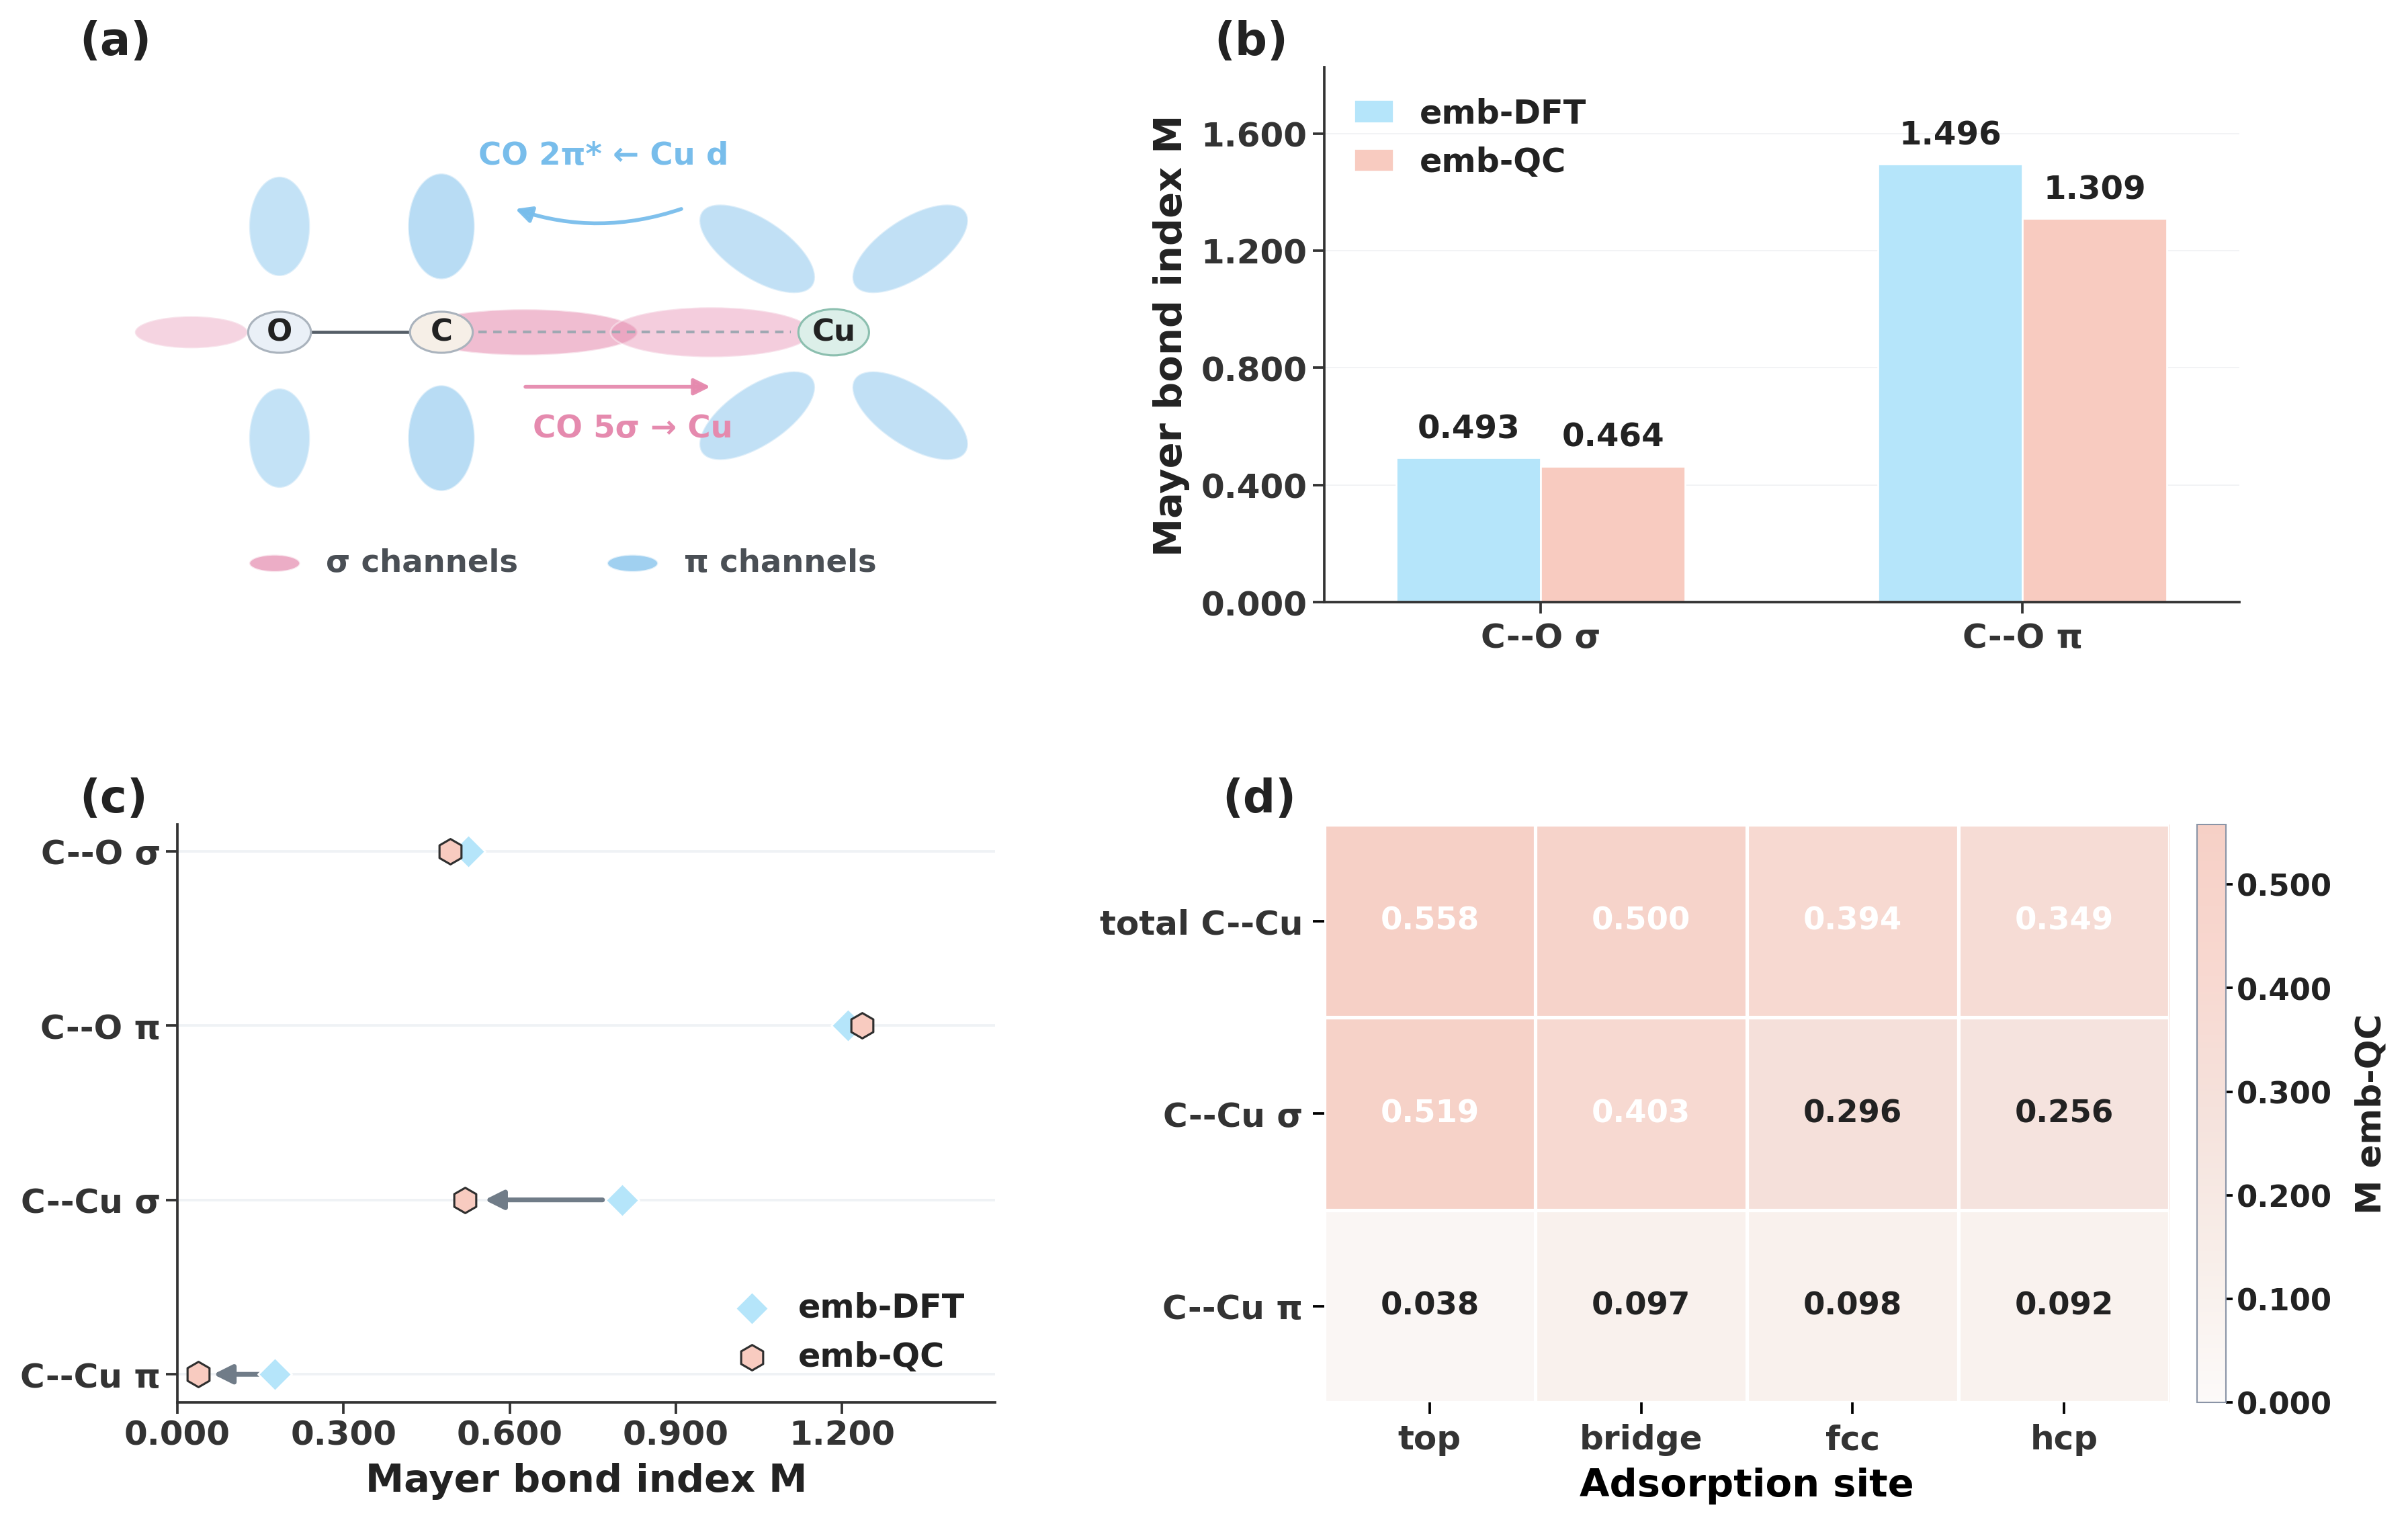 (a)
CO 2π* ← Cu d
O
C
Cu
CO 5σ → Cu
σ channels
π channels
(b)
Mayer bond index M
1.600
1.200
0.800
0.400
0.000
emb-DFT
emb-QC
0.493
0.464
1.496
1.309
C--O σ
C--O π
(c)
C--O σ
C--O π
C--Cu σ
C--Cu π
emb-DFT
emb-QC
0.000
0.300
0.600
0.900
1.200
Mayer bond index M
(d)
total C--Cu
0.558
0.500
0.394
0.349
C--Cu σ
0.519
0.403
0.296
0.256
C--Cu π
0.038
0.097
0.098
0.092
top
bridge
fcc
hcp
Adsorption site
0.500
0.400
0.300
0.200
0.100
0.000
M emb-QC